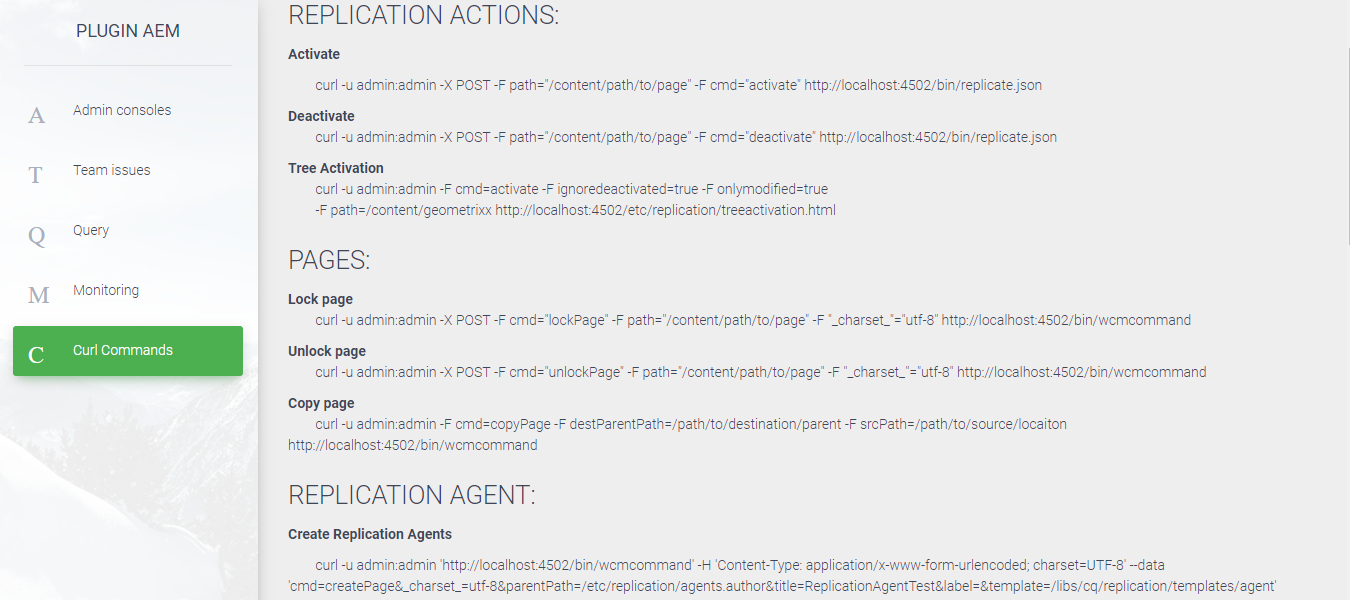 PLUGIN AEM
A Admin consoles
T Team issues
Q Query
M Monitoring
C Curl Commands
REPLICATION ACTIONS:
Activate
curl -u admin:admin -X POST -F path="/content/path/to/page" -F cmd="activate" http://localhost:4502/bin/replicate.json
Deactivate
curl -u admin:admin -X POST -F path="/content/path/to/page" -F cmd="deactivate" http://localhost:4502/bin/replicate.json
Tree Activation
curl -u admin:admin -F cmd=activate -F ignoredeactivated=true -F onlymodified=true
-F path=/content/geometrixx http://localhost:4502/etc/replication/treeactivation.html
PAGES:
Lock page
curl -u admin:admin -X POST -F cmd="lockPage" -F path="/content/path/to/page" -F "_charset_"="utf-8" http://localhost:4502/bin/wcmcommand
Unlock page
curl -u admin:admin -X POST -F cmd="unlockPage" -F path="/content/path/to/page" -F "_charset_"="utf-8" http://localhost:4502/bin/wcmcommand
Copy page
curl -u admin:admin -F cmd=copyPage -F destParentPath=/path/to/destination/parent -F srcPath=/path/to/source/locaiton
http://localhost:4502/bin/wcmcommand
REPLICATION AGENT:
Create Replication Agents
curl -u admin:admin 'http://localhost:4502/bin/wcmcommand' -H 'Content-Type: application/x-www-form-urlencoded; charset=UTF-8' --data
'cmd=createPage&_charset_=utf-8&parentPath=/etc/replication/agents.author&title=ReplicationAgentTest&label=&template=/libs/cq/replication/templates/agent'